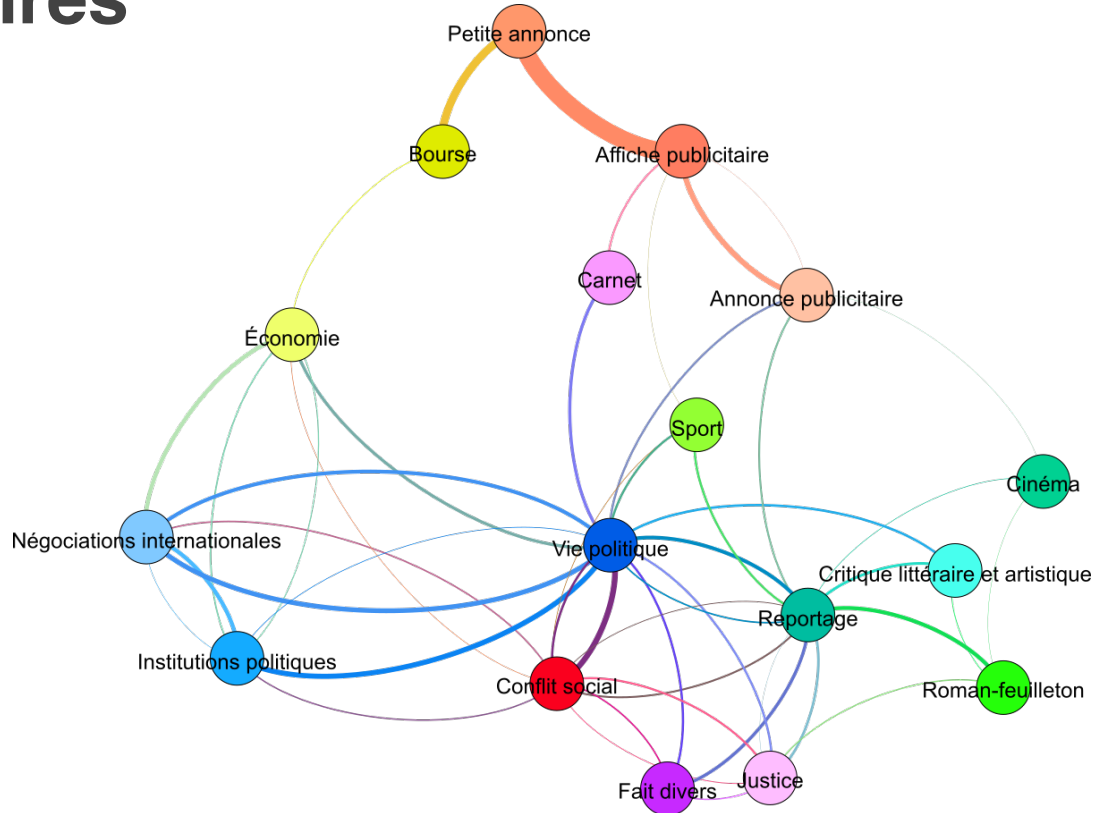 ires
Petite annonce
Bourse
Affiche publicitaire
Carnet
Annonce publicitaire
Économie
Sport
Cinéma
Négociations internationales
Vie politique
Critique littéraire et artistique
Reportage
Institutions politiques
Conflit social
Roman-feuilleton
Fait divers
Justice